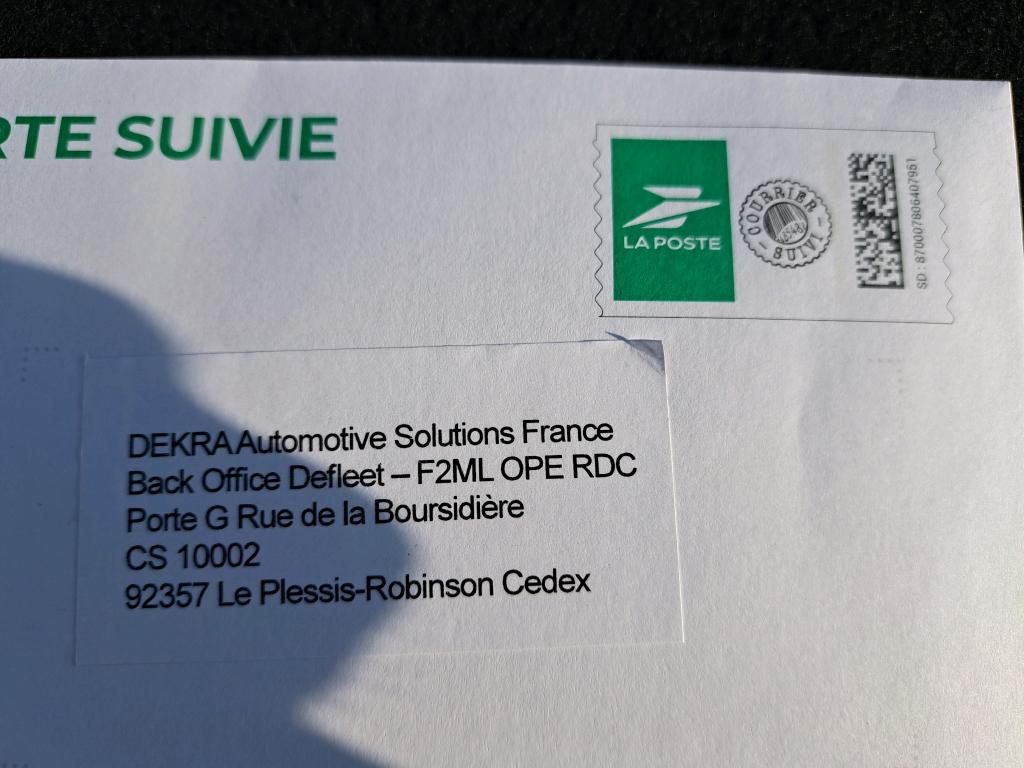 RTE SUIVIE
LA POSTE
COURRIER
SUIVI
SD : 870007806407951
DEKRA Automotive Solutions France
Back Office Defleet – F2ML OPE RDC
Porte G Rue de la Boursidière
CS 10002
92357 Le Plessis-Robinson Cedex